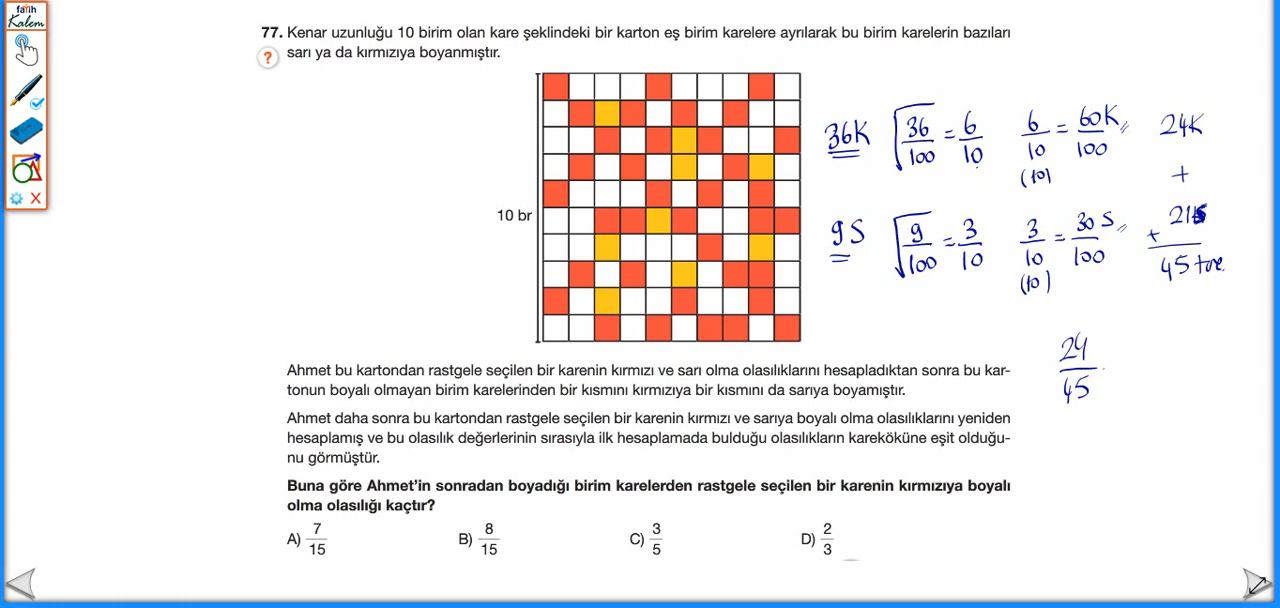 fatih
Kalem
77. Kenar uzunluğu 10 birim olan kare şeklindeki bir karton eş birim karelere ayrılarak bu birim karelerin bazıları
? sarı ya da kırmızıya boyanmıştır.
10 br
36K √36/100 = 6/10 6/10 = 60K/100 24K
(10) +
9S √9/100 = 3/10 3/10 = 30S/100 + 21S
(10) 45 tne.
24/45
Ahmet bu kartondan rastgele seçilen bir karenin kırmızı ve sarı olma olasılıklarını hesapladıktan sonra bu kar-
tonun boyalı olmayan birim karelerinden bir kısmını kırmızıya bir kısmını da sarıya boyamıştır.
Ahmet daha sonra bu kartondan rastgele seçilen bir karenin kırmızı ve sarıya boyalı olma olasılıklarını yeniden
hesaplamış ve bu olasılık değerlerinin sırasıyla ilk hesaplamada bulduğu olasılıkların kareköküne eşit olduğu-
nu görmüştür.
Buna göre Ahmet'in sonradan boyadığı birim karelerden rastgele seçilen bir karenin kırmızıya boyalı
olma olasılığı kaçtır?
A) 7/15 B) 8/15 C) 3/5 D) 2/3